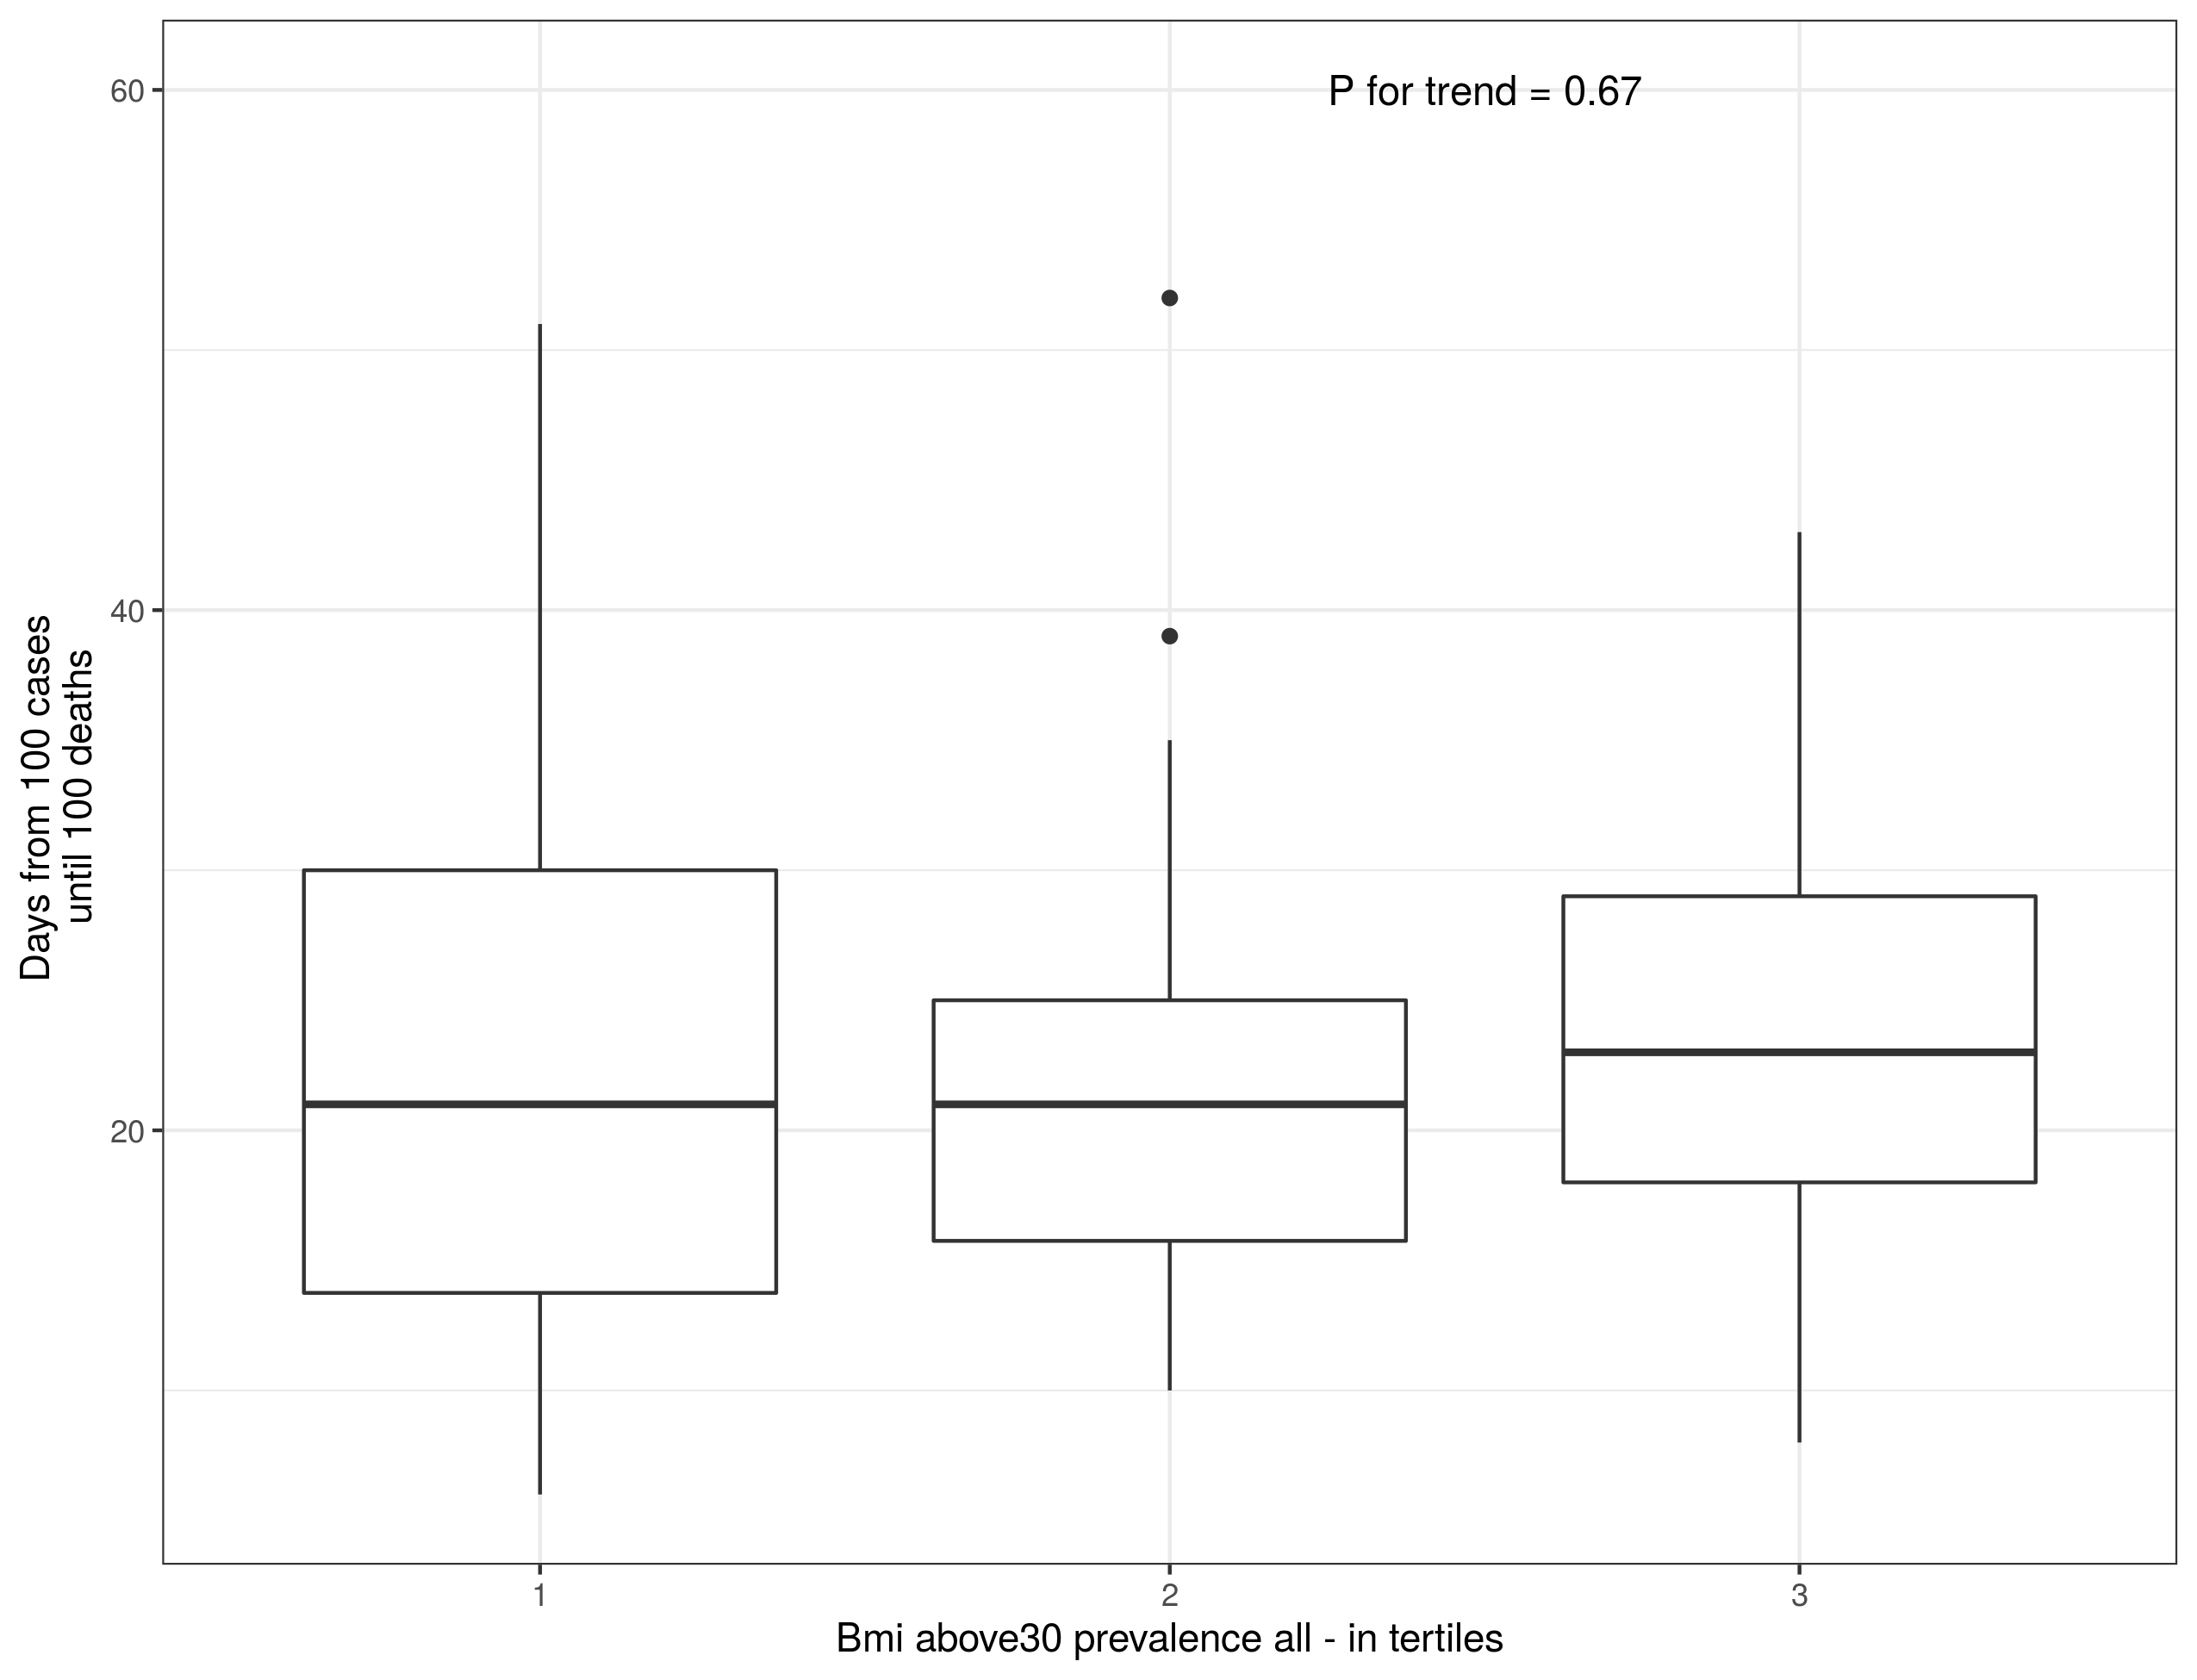 P for trend = 0.67
60
40
20
Days from 100 cases
until 100 deaths
1
2
3
Bmi above30 prevalence all - in tertiles